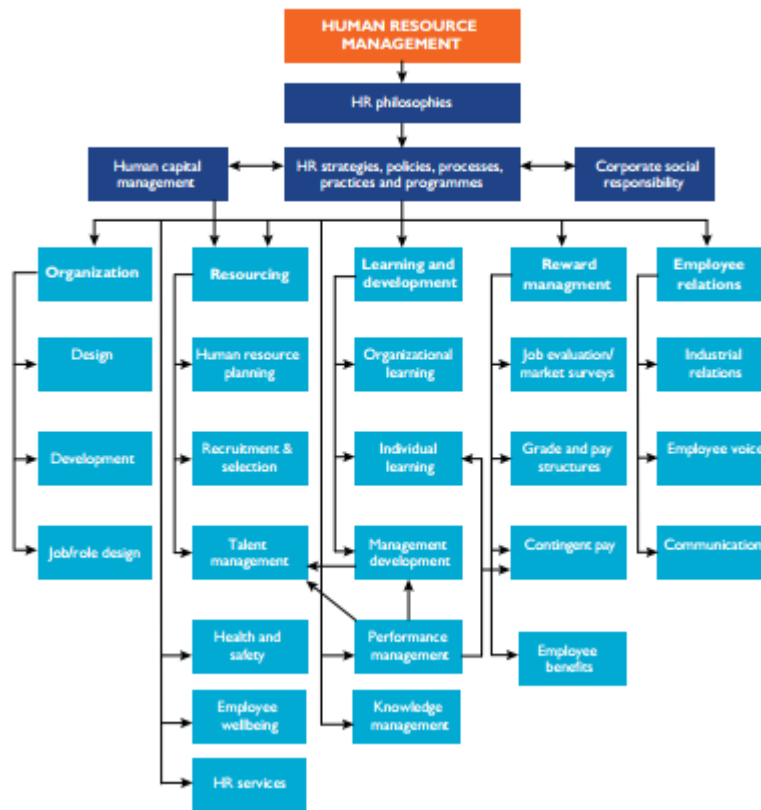 HUMAN RESOURCE
MANAGEMENT
HR philosophies
Human capital
management
HR strategies, policies, processes,
practices and programmes
Corporate social
responsibility
Organization
Resourcing
Learning and
development
Reward
managment
Employee
relations
Design
Human resource
planning
Organizational
learning
Job evaluation/
market surveys
Industrial
relations
Development
Recruitment &
selection
Individual
learning
Grade and pay
structures
Employee voice
Job/role design
Talent
management
Management
development
Contingent pay
Communication
Health and
safety
Performance
management
Employee
benefits
Employee
wellbeing
Knowledge
management
HR services